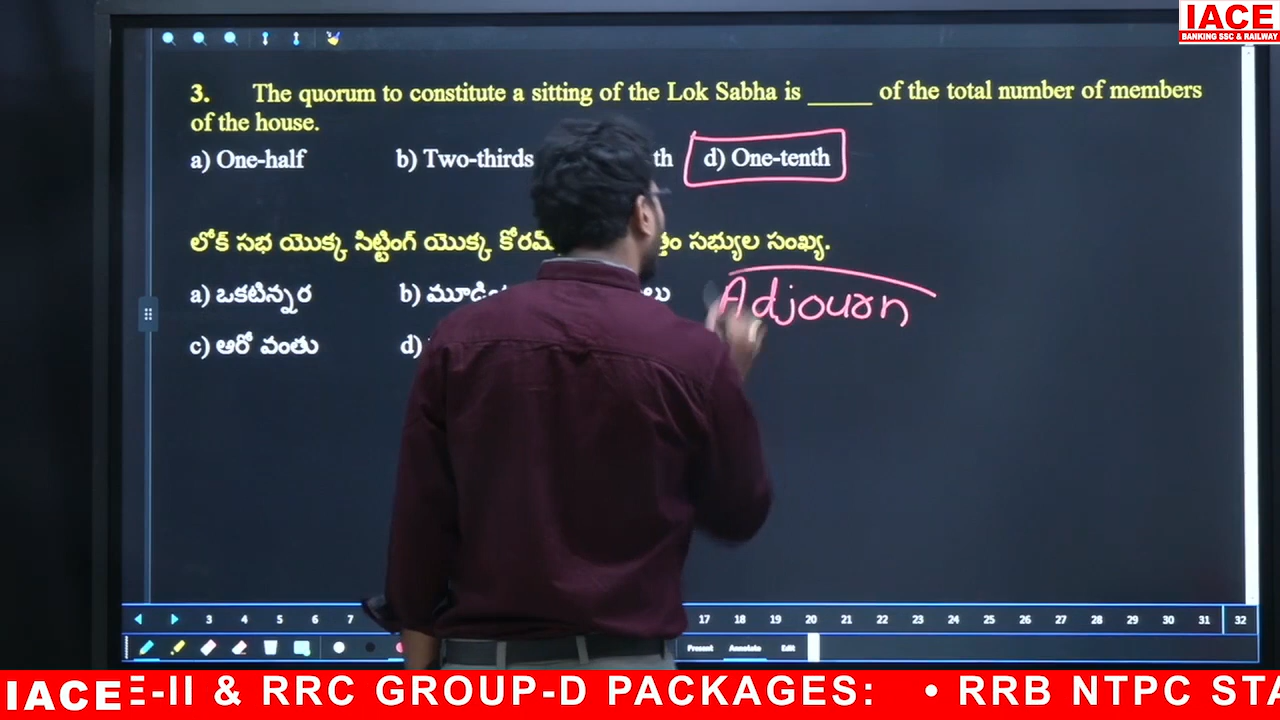 IACE
BANKING SSC & RAILWAY
3. The quorum to constitute a sitting of the Lok Sabha is _____ of the total number of members
of the house.
a) One-half b) Two-thirds th d) One-tenth
లోక్ సభ యొక్క సిట్టింగ్ యొక్క కోరమ్ సభ్యుల సంఖ్య.
a) ఒకటిన్నర b)
Adjourn
c) ఆరో వంతు d)
3 4 5 6 7 17 18 19 20 21 22 23 24 25 26 27 28 29 30 31 32
Present Annotate Edit
IACE E-II & RRC GROUP-D PACKAGES: • RRB NTPC STA